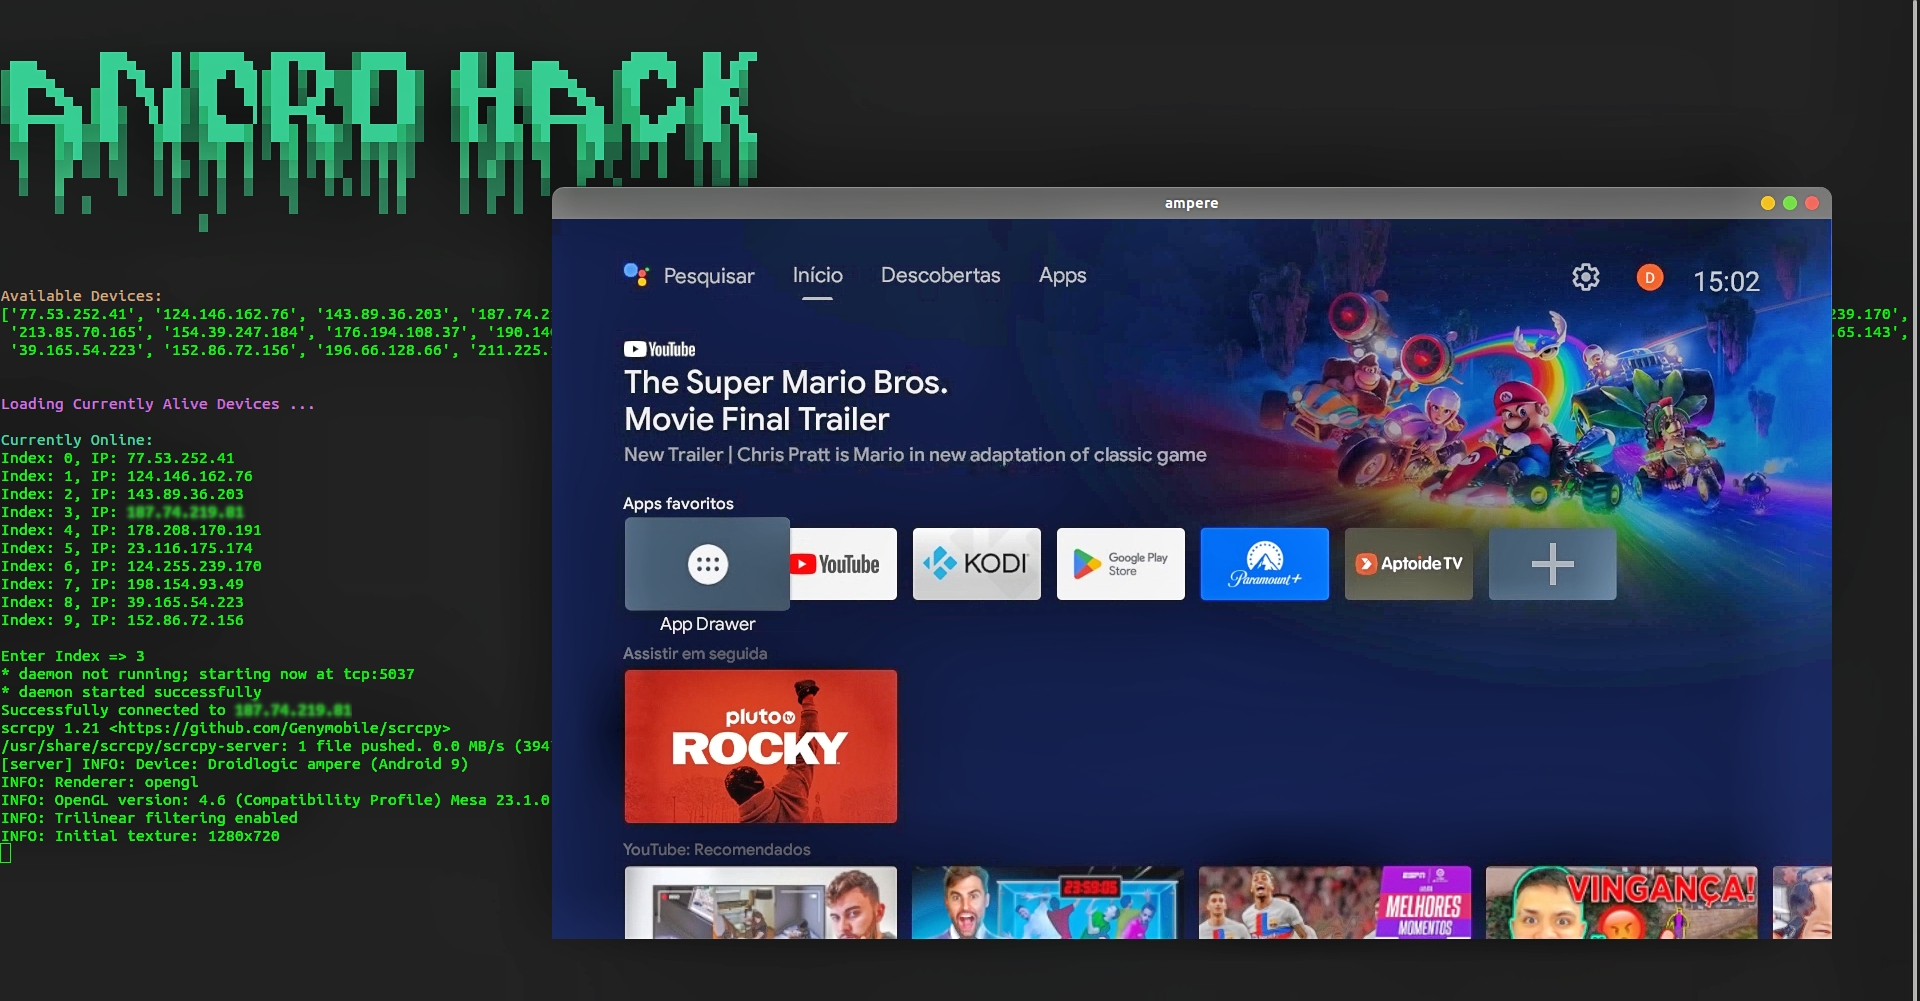 ANDRO HACK
Available Devices:
['77.53.252.41', '124.146.162.76', '143.89.36.203', '187.74.2
239.170',
'213.85.70.165', '154.39.247.184', '176.194.108.37', '190.14
.65.143',
'39.165.54.223', '152.86.72.156', '196.66.128.66', '211.225.
Loading Currently Alive Devices ...
Currently Online:
Index: 0, IP: 77.53.252.41
Index: 1, IP: 124.146.162.76
Index: 2, IP: 143.89.36.203
Index: 3, IP:
Index: 4, IP: 178.208.170.191
Index: 5, IP: 23.116.175.174
Index: 6, IP: 124.255.239.170
Index: 7, IP: 198.154.93.49
Index: 8, IP: 39.165.54.223
Index: 9, IP: 152.86.72.156
Enter Index => 3
* daemon not running; starting now at tcp:5037
* daemon started successfully
Successfully connected to
scrcpy 1.21 <https://github.com/Genymobile/scrcpy>
/usr/share/scrcpy/scrcpy-server: 1 file pushed. 0.0 MB/s (394
[server] INFO: Device: Droidlogic ampere (Android 9)
INFO: Renderer: opengl
INFO: OpenGL version: 4.6 (Compatibility Profile) Mesa 23.1.0
INFO: Trilinear filtering enabled
INFO: Initial texture: 1280x720
ampere
Pesquisar Início Descobertas Apps D 15:02
YouTube
The Super Mario Bros.
Movie Final Trailer
New Trailer | Chris Pratt is Mario in new adaptation of classic game
Apps favoritos
YouTube
KODI
Google Play
Store
Paramount+
Aptoide TV
App Drawer
Assistir em seguida
pluto tv
ROCKY
YouTube: Recomendados
23:59:05
ESPN
MELHORES
MOMENTOS
VINGANÇA!